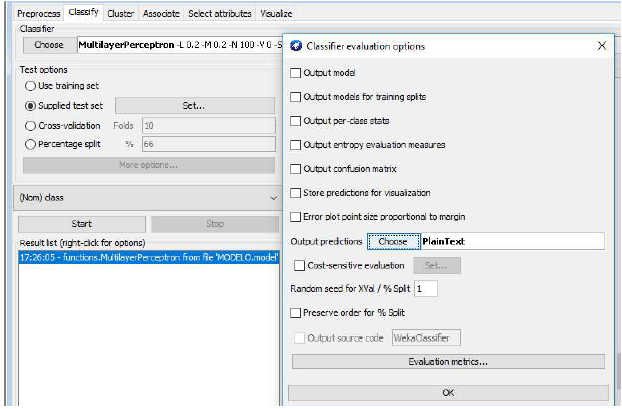 Preprocess Classify Cluster Associate Select attributes Visualize
Classifier
Choose MultilayerPerceptron -L 0.2 -M 0.2 -N 100 -V 0 -S
Test options
Use training set
Supplied test set Set...
Cross-validation Folds 10
Percentage split % 66
More options...
(Nom) class
Start Stop
Result list (right-click for options)
17:26:05 - functions.MultilayerPerceptron from file 'MODELO.model'
Classifier evaluation options X
Output model
Output models for training splits
Output per-class stats
Output entropy evaluation measures
Output confusion matrix
Store predictions for visualization
Error plot point size proportional to margin
Output predictions Choose PlainText
Cost-sensitive evaluation Set...
Random seed for XVal / % Split 1
Preserve order for % Split
Output source code WekaClassifier
Evaluation metrics...
OK